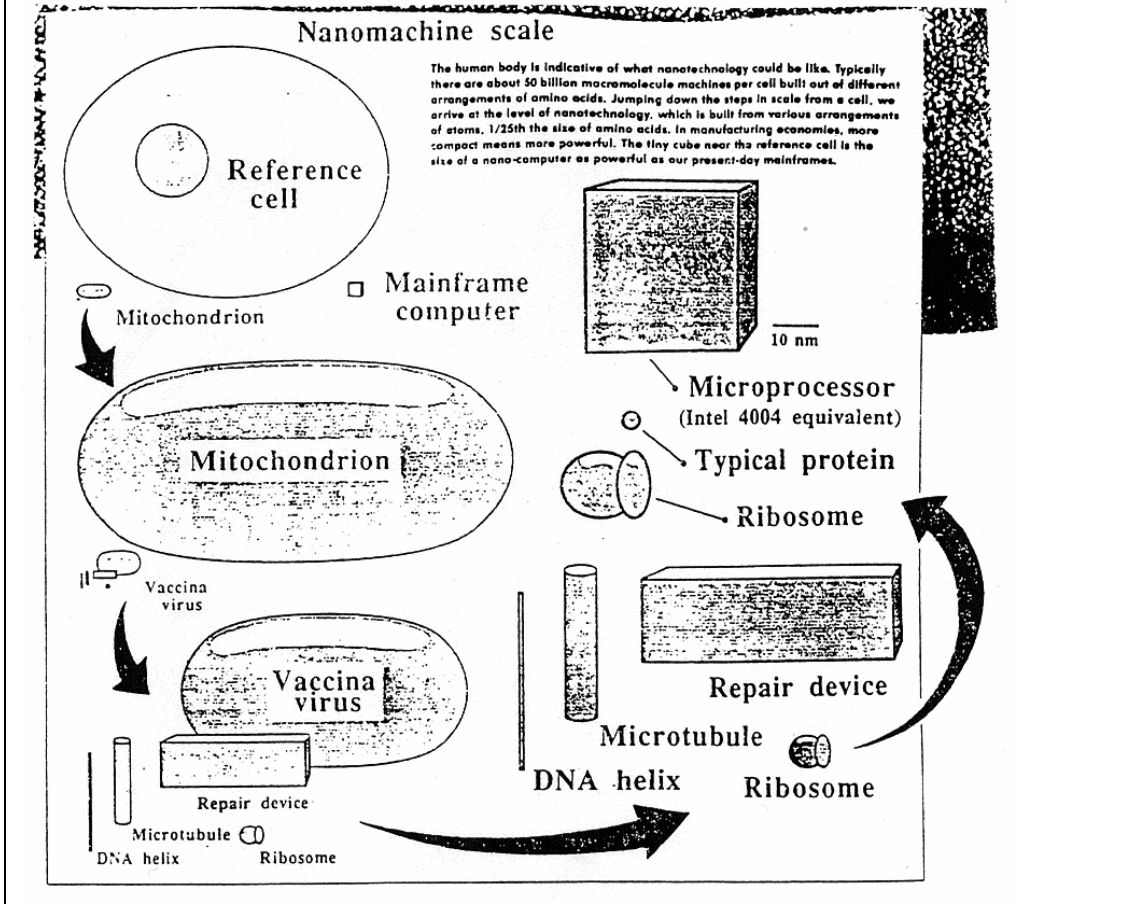 Nanomachine scale
The human body is indicative of what nanotechnology could be like. Typically
there are about 50 billion macromolecule machines per cell built out of different
arrangements of amino acids. Jumping down the steps in scale from a cell, we
arrive at the level of nanotechnology, which is built from various arrangements
of atoms, 1/25th the size of amino acids. In manufacturing economies, more
compact means more powerful. The tiny cube near the reference cell is the
size of a nano-computer as powerful as our present-day mainframes.
Reference
cell
Mainframe
computer
Mitochondrion
10 nm
Microprocessor
(Intel 4004 equivalent)
Typical protein
Mitochondrion
Ribosome
Vaccina
virus
Vaccina
virus
Repair device
Microtubule
DNA helix
Ribosome
Repair device
Microtubule
DNA helix
Ribosome